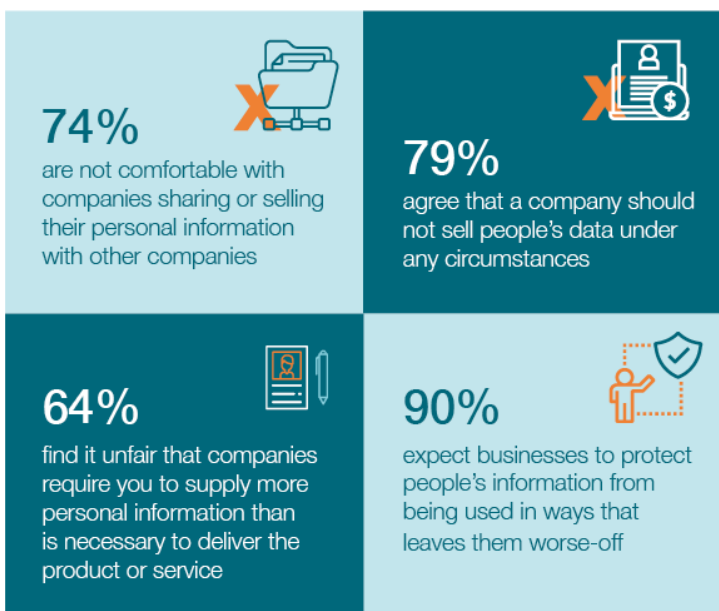 74%
are not comfortable with
companies sharing or selling
their personal information
with other companies
79%
agree that a company should
not sell people’s data under
any circumstances
$
64%
find it unfair that companies
require you to supply more
personal information than
is necessary to deliver the
product or service
90%
expect businesses to protect
people’s information from
being used in ways that
leaves them worse-off